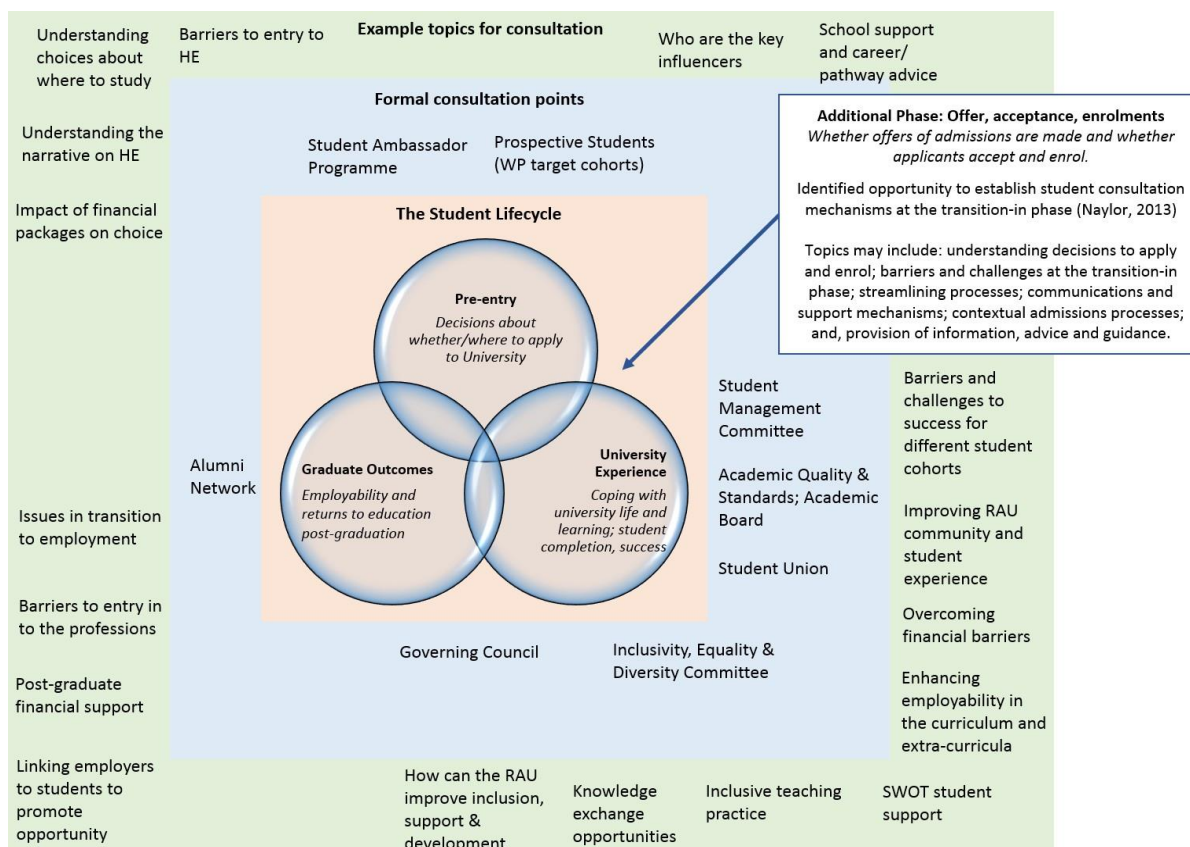 Example topics for consultation
Understanding
choices about
where to study
Barriers to entry to
HE
Who are the key
influencers
School support
and career/
pathway advice
Understanding the
narrative on HE
Impact of financial
packages on choice
Formal consultation points
Student Ambassador
Programme
Prospective Students
(WP target cohorts)
Additional Phase: Offer, acceptance, enrolments
Whether offers of admissions are made and whether
applicants accept and enrol.
Identified opportunity to establish student consultation
mechanisms at the transition-in phase (Naylor, 2013)
Topics may include: understanding decisions to apply
and enrol; barriers and challenges at the transition-in
phase; streamlining processes; communications and
support mechanisms; contextual admissions processes;
and, provision of information, advice and guidance.
The Student Lifecycle
Pre-entry
Decisions about
whether/where to apply
to University
Graduate Outcomes
Employability and
returns to education
post-graduation
University
Experience
Coping with
university life and
learning; student
completion, success
Alumni
Network
Student
Management
Committee
Academic Quality &
Standards; Academic
Board
Student Union
Governing Council
Inclusivity, Equality &
Diversity Committee
Barriers and
challenges to
success for
different student
cohorts
Improving RAU
community and
student
experience
Overcoming
financial barriers
Enhancing
employability in
the curriculum and
extra-curricula
Issues in transition
to employment
Barriers to entry in
to the professions
Post-graduate
financial support
Linking employers
to students to
promote
opportunity
How can the RAU
improve inclusion,
support &
development
Knowledge
exchange
opportunities
Inclusive teaching
practice
SWOT student
support